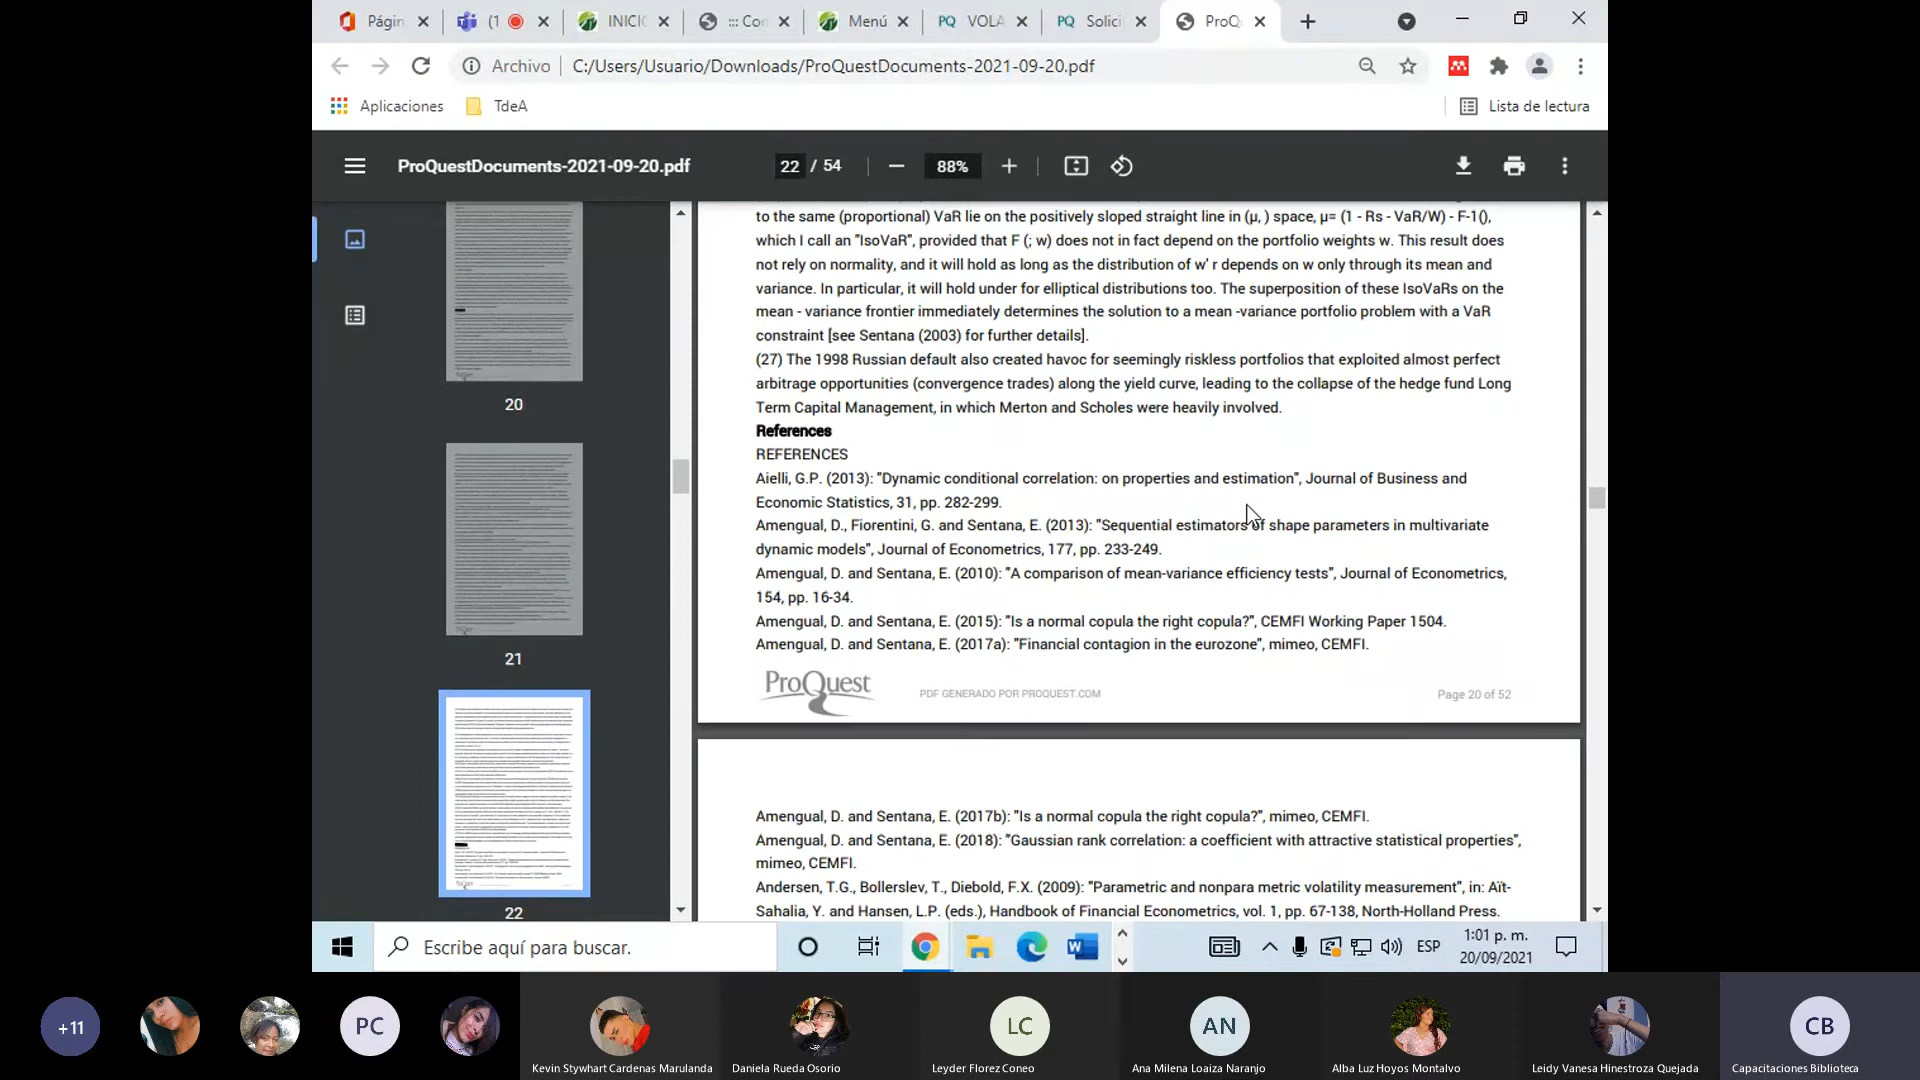 Págin
(1
INICIO
::: Con
Menú
PQ VOLA
PQ Solici
ProQ
Archivo
C:/Users/Usuario/Downloads/ProQuestDocuments-2021-09-20.pdf
Aplicaciones
TdeA
Lista de lectura
ProQuestDocuments-2021-09-20.pdf
22 / 54
88%
20
21
22
to the same (proportional) VaR lie on the positively sloped straight line in (µ, ) space, µ= (1 - Rs - VaR/W) - F-1(),
which I call an "IsoVaR", provided that F (; w) does not in fact depend on the portfolio weights w. This result does
not rely on normality, and it will hold as long as the distribution of w' r depends on w only through its mean and
variance. In particular, it will hold under for elliptical distributions too. The superposition of these IsoVaRs on the
mean - variance frontier immediately determines the solution to a mean -variance portfolio problem with a VaR
constraint [see Sentana (2003) for further details].
(27) The 1998 Russian default also created havoc for seemingly riskless portfolios that exploited almost perfect
arbitrage opportunities (convergence trades) along the yield curve, leading to the collapse of the hedge fund Long
Term Capital Management, in which Merton and Scholes were heavily involved.
References
REFERENCES
Aielli, G.P. (2013): "Dynamic conditional correlation: on properties and estimation", Journal of Business and
Economic Statistics, 31, pp. 282-299.
Amengual, D., Fiorentini, G. and Sentana, E. (2013): "Sequential estimators of shape parameters in multivariate
dynamic models", Journal of Econometrics, 177, pp. 233-249.
Amengual, D. and Sentana, E. (2010): "A comparison of mean-variance efficiency tests", Journal of Econometrics,
154, pp. 16-34.
Amengual, D. and Sentana, E. (2015): "Is a normal copula the right copula?", CEMFI Working Paper 1504.
Amengual, D. and Sentana, E. (2017a): "Financial contagion in the eurozone", mimeo, CEMFI.
ProQuest
PDF GENERADO POR PROQUEST.COM
Page 20 of 52
Amengual, D. and Sentana, E. (2017b): "Is a normal copula the right copula?", mimeo, CEMFI.
Amengual, D. and Sentana, E. (2018): "Gaussian rank correlation: a coefficient with attractive statistical properties",
mimeo, CEMFI.
Andersen, T.G., Bollerslev, T., Diebold, F.X. (2009): "Parametric and nonpara metric volatility measurement", in: Aït-
Sahalia, Y. and Hansen, L.P. (eds.), Handbook of Financial Econometrics, vol. 1, pp. 67-138, North-Holland Press.
Escribe aquí para buscar.
ESP
1:01 p. m.
20/09/2021
+11
PC
LC
AN
CB
Kevin Stywhart Cardenas Marulanda
Daniela Rueda Osorio
Leyder Florez Coneo
Ana Milena Loaiza Naranjo
Alba Luz Hoyos Montalvo
Leidy Vanesa Hinestroza Quejada
Capacitaciones Biblioteca